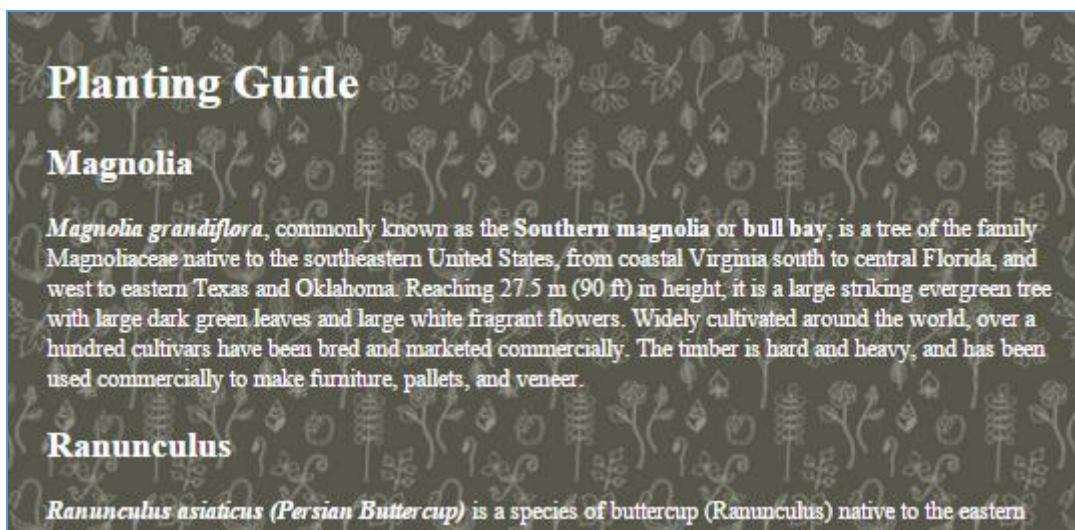 Planting Guide
Magnolia
Magnolia grandiflora, commonly known as the Southern magnolia or bull bay, is a tree of the family
Magnoliaceae native to the southeastern United States, from coastal Virginia south to central Florida, and
west to eastern Texas and Oklahoma. Reaching 27.5 m (90 ft) in height, it is a large striking evergreen tree
with large dark green leaves and large white fragrant flowers. Widely cultivated around the world, over a
hundred cultivars have been bred and marketed commercially. The timber is hard and heavy, and has been
used commercially to make furniture, pallets, and veneer.
Ranunculus
Ranunculus asiaticus (Persian Buttercup) is a species of buttercup (Ranunculus) native to the eastern